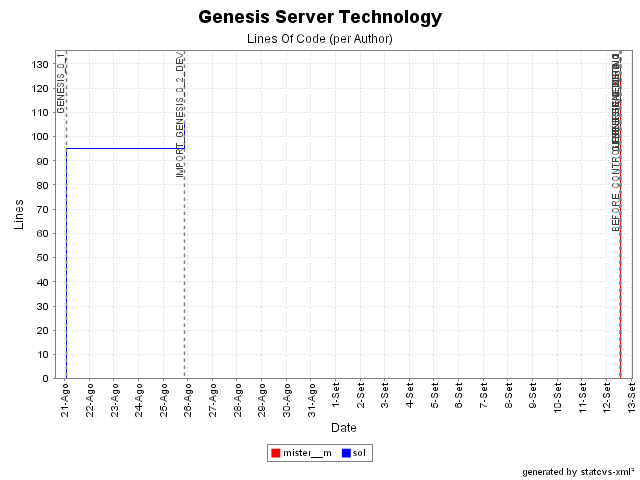 Genesis Server Technology
Lines Of Code (per Author)
GENESIS_0_1
IMPORT_GENESIS_0_2_DEV
BEFORE_CONTRO
Lines
130
120
110
100
90
80
70
60
50
40
30
20
10
0
21-Ago
22-Ago
23-Ago
24-Ago
25-Ago
26-Ago
27-Ago
28-Ago
29-Ago
30-Ago
31-Ago
1-Set
2-Set
3-Set
4-Set
5-Set
6-Set
7-Set
8-Set
9-Set
10-Set
11-Set
12-Set
13-Set
Date
mister__m
sol
generated by statcvs-xml²